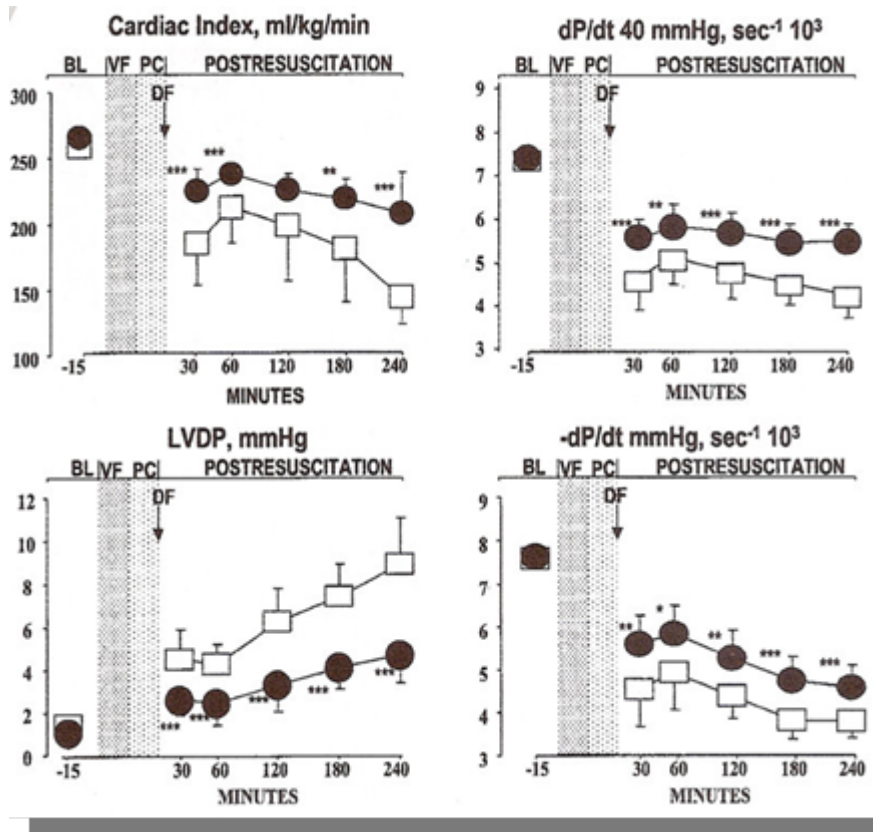 Cardiac Index, ml/kg/min
BL VF PC POSTRESUSCITATION
DF
300
250
200
150
100
*** *** ** ***
-15 30 60 120 180 240
MINUTES
dP/dt 40 mmHg, sec-1 10³
BL VF PC POSTRESUSCITATION
DF
9
8
7
6
5
4
3
*** ** *** *** ***
-15 30 60 120 180 240
MINUTES
LVDP, mmHg
BL VF PC POSTRESUSCITATION
DF
12
10
8
6
4
2
0
*** *** *** *** ***
-15 30 60 120 180 240
MINUTES
-dP/dt mmHg, sec-1 10³
BL VF PC POSTRESUSCITATION
DF
9
8
7
6
5
4
3
** * ** *** ***
-15 30 60 120 180 240
MINUTES